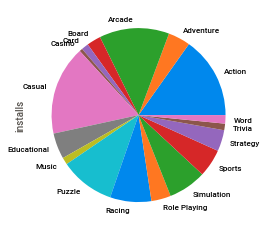 Arcade
Board
Card
Casino
Adventure
Action
Casual
installs
Educational
Music
Puzzle
Racing
Role Playing
Simulation
Sports
Strategy
Trivia
Word